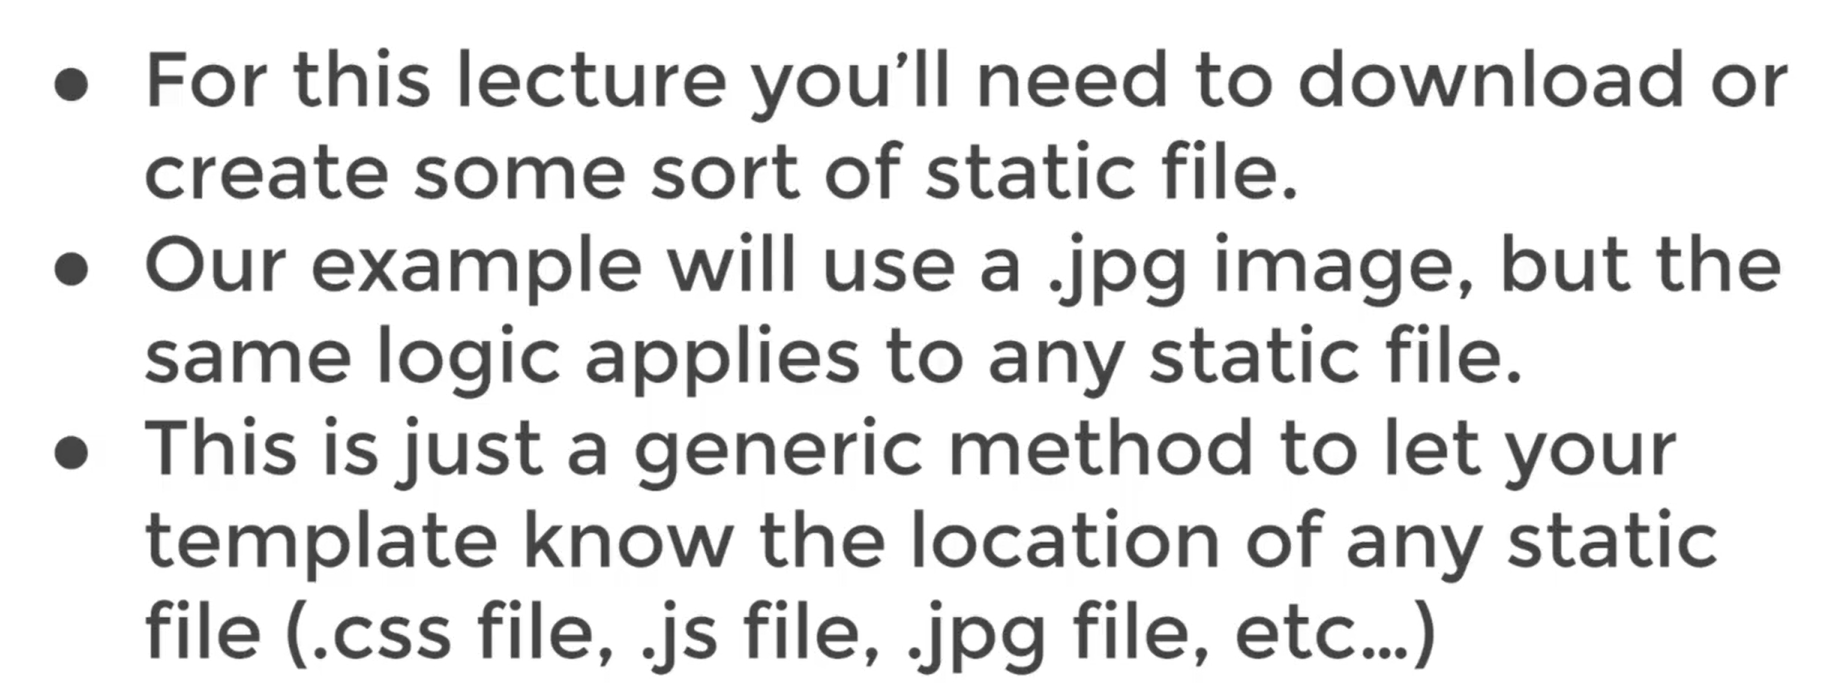 ● For this lecture you’ll need to download or
create some sort of static file.
● Our example will use a .jpg image, but the
same logic applies to any static file.
● This is just a generic method to let your
template know the location of any static
file (.css file, .js file, .jpg file, etc…)